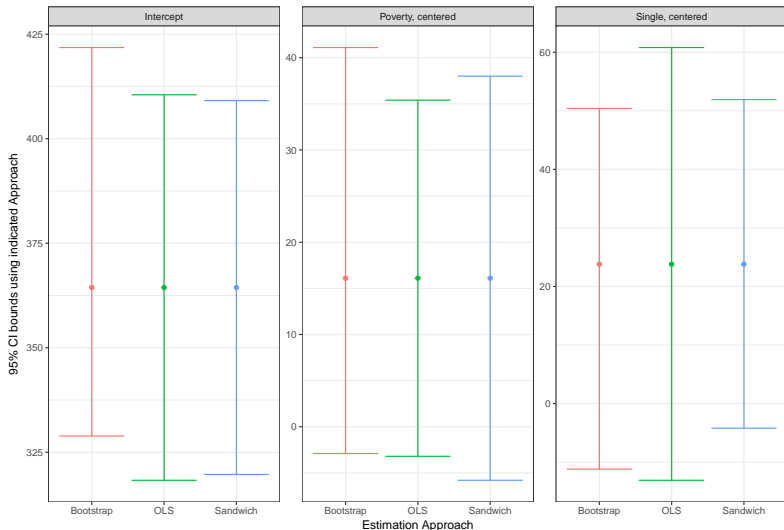 Intercept
Poverty, centered
Single, centered
95% CI bounds using indicated Approach
425
400
375
350
325
40
30
20
10
0
60
40
20
0
Bootstrap OLS Sandwich
Bootstrap OLS Sandwich
Bootstrap OLS Sandwich
Estimation Approach